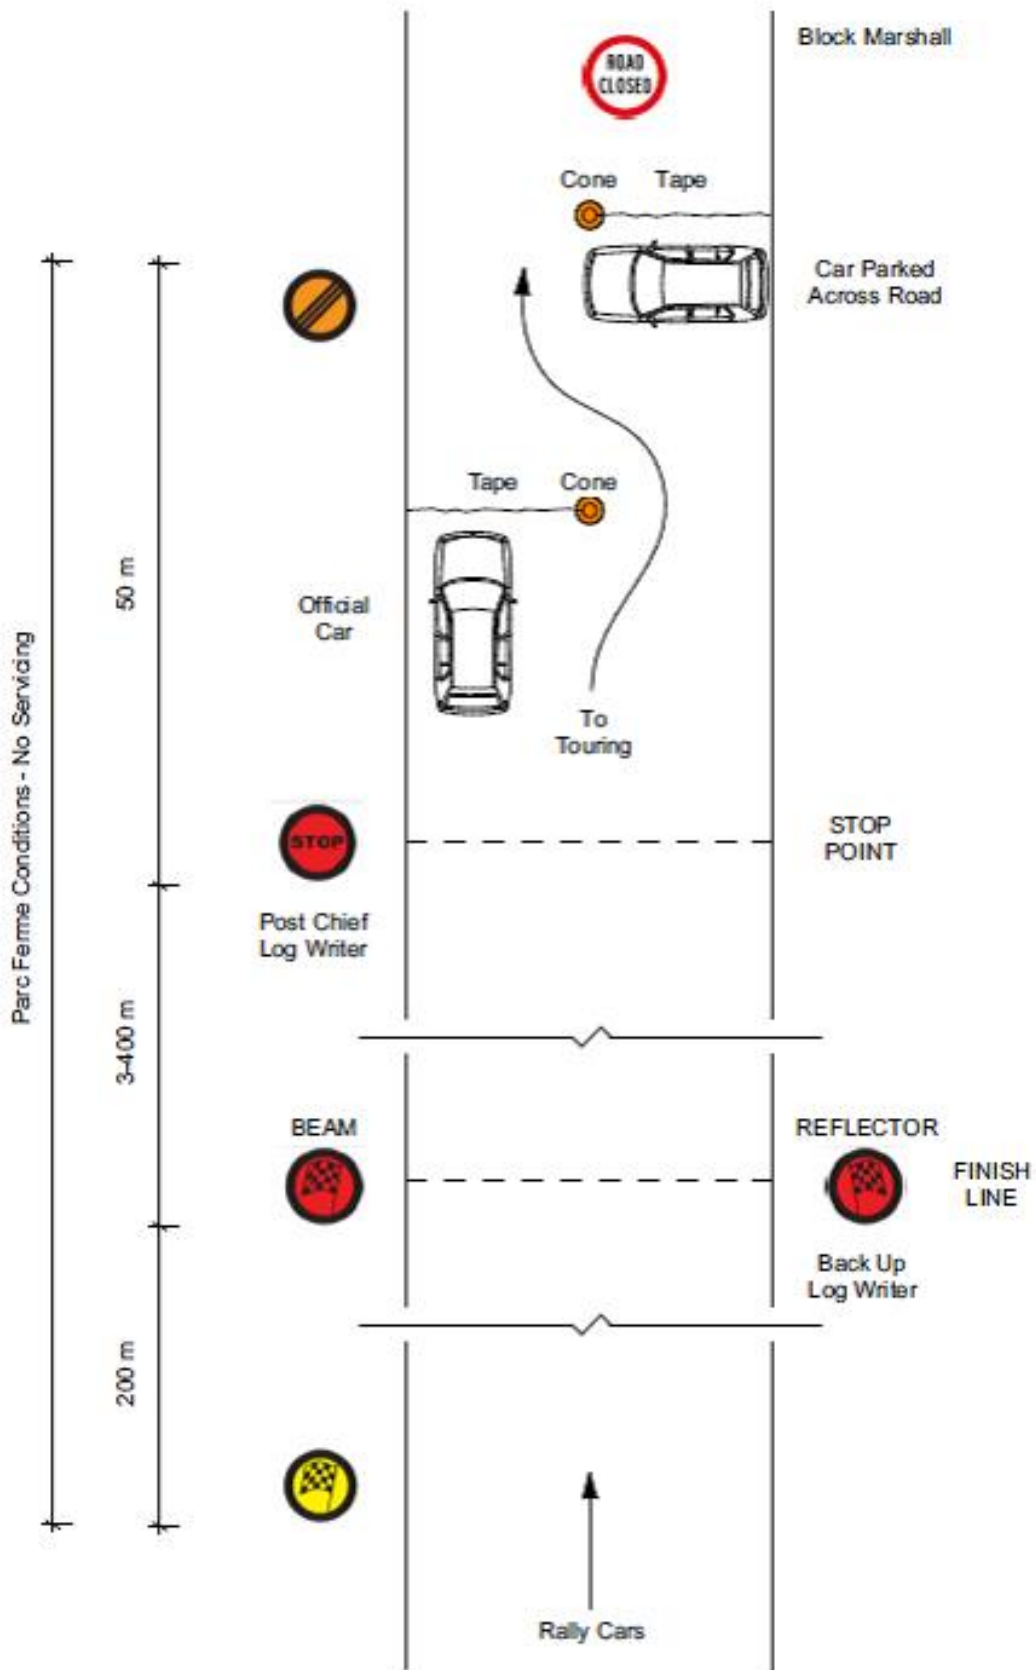 Block Marshall
ROAD
CLOSED
Cone
Tape
Car Parked
Across Road
Tape
Cone
50 m
Official
Car
Parc Ferme Conditions - No Servicing
To
Touring
STOP
STOP
POINT
Post Chief
Log Writer
3-400 m
BEAM
REFLECTOR
FINISH
LINE
Back Up
Log Writer
200 m
Rally Cars